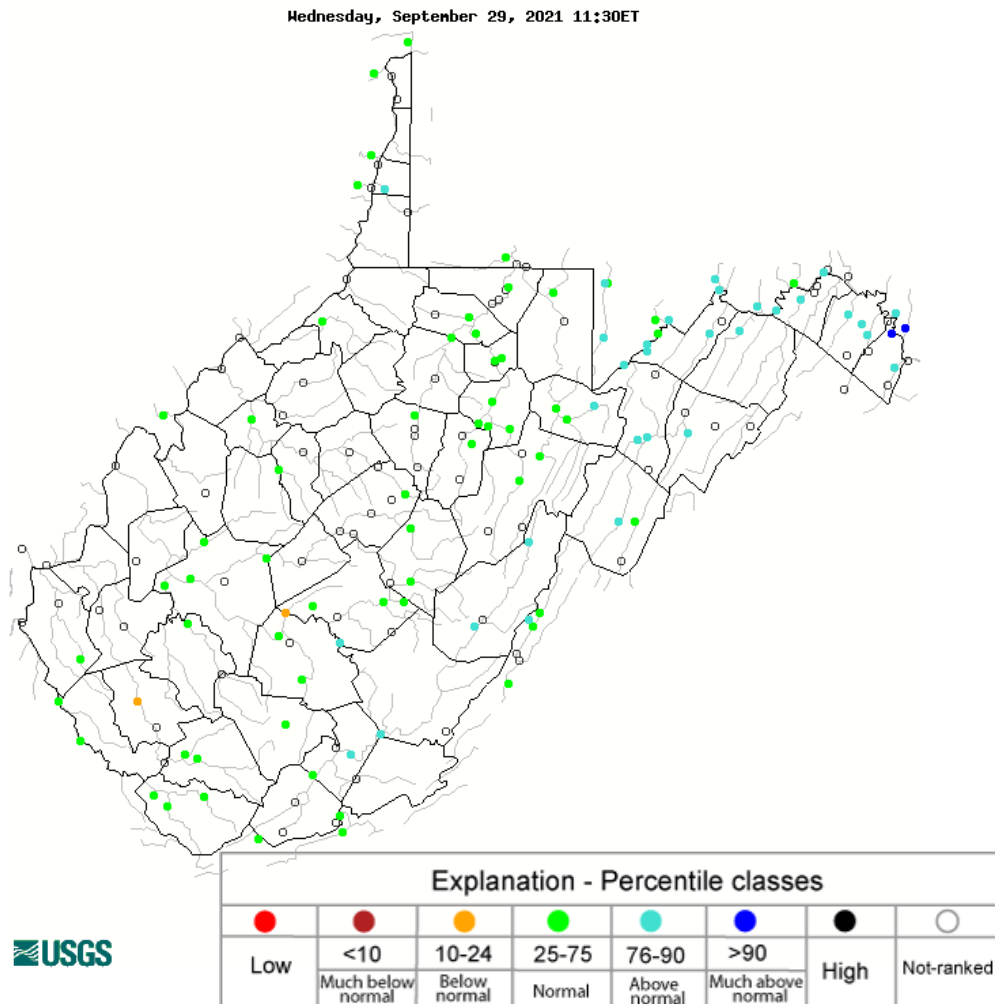 Wednesday, September 29, 2021 11:30ET
Explanation - Percentile classes
Low
<10
Much below
normal
10-24
Below
normal
25-75
Normal
76-90
Above
normal
>90
Much above
normal
High
Not-ranked
USGS